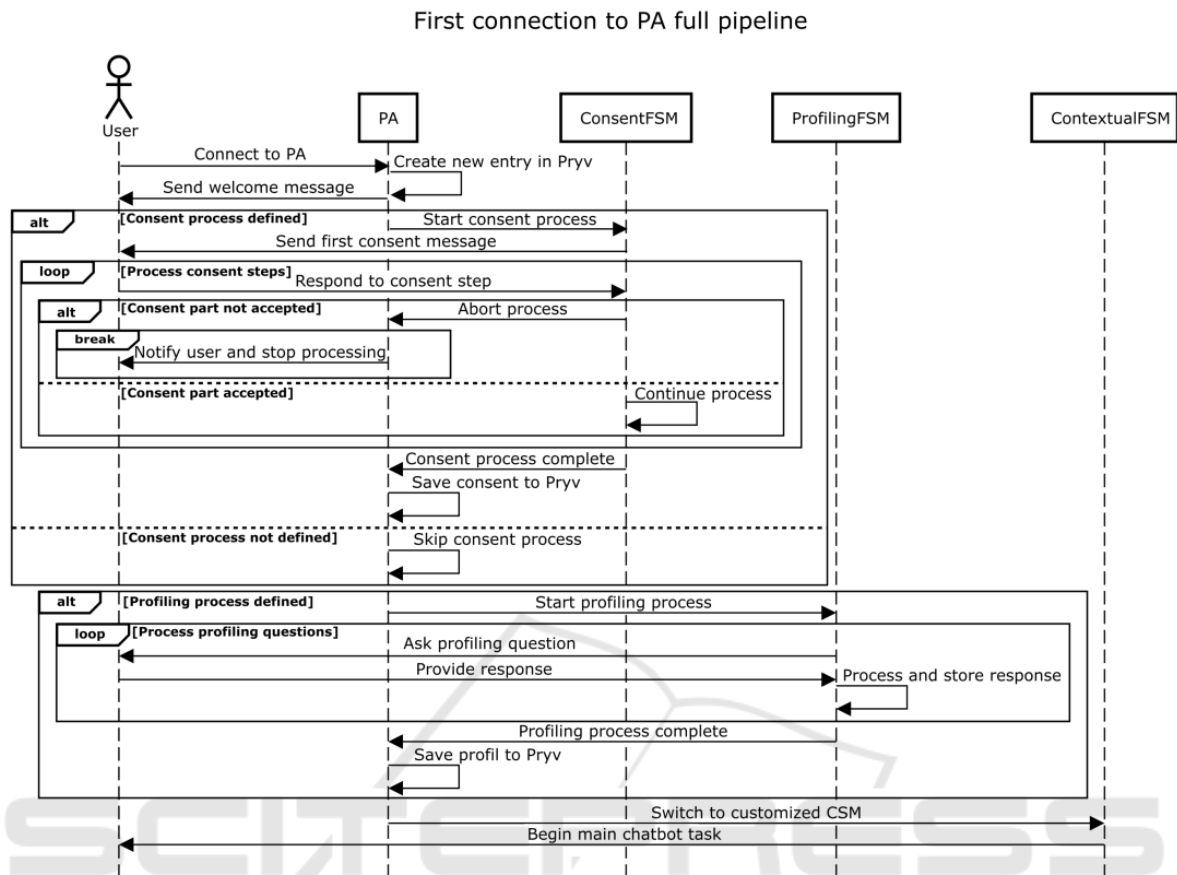 First connection to PA full pipeline
User
PA
ConsentFSM
ProfilingFSM
ContextualFSM
Connect to PA
Create new entry in Pryv
Send welcome message
alt
[Consent process defined]
Start consent process
Send first consent message
loop
[Process consent steps]
Respond to consent step
alt
[Consent part not accepted]
Abort process
break
Notify user and stop processing
[Consent part accepted]
Continue process
Consent process complete
Save consent to Pryv
[Consent process not defined]
Skip consent process
alt
[Profiling process defined]
Start profiling process
loop
[Process profiling questions]
Ask profiling question
Provide response
Process and store response
Profiling process complete
Save profil to Pryv
Switch to customized CSM
Begin main chatbot task
SCITEPRESS